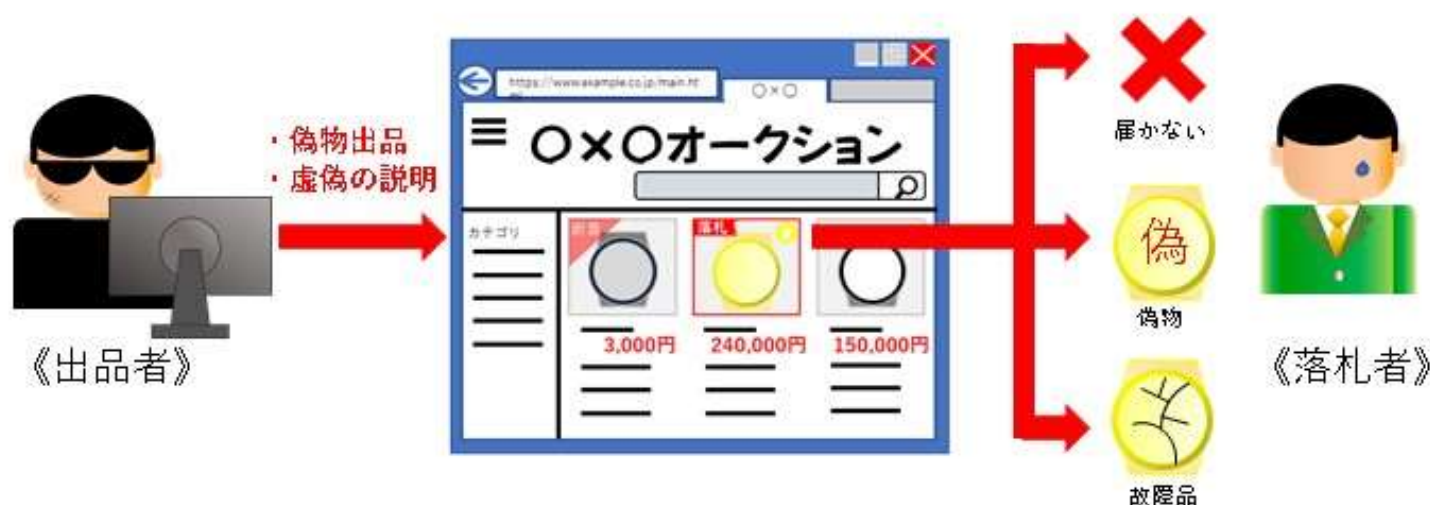 ・偽物出品
・虚偽の説明
《出品者》
https://www.example.co.jp/main.ht
ml
〇×〇
〇×〇オークション
カテゴリ
落札
3,000円
240,000円
150,000円
届かない
偽
偽物
故障品
《落札者》